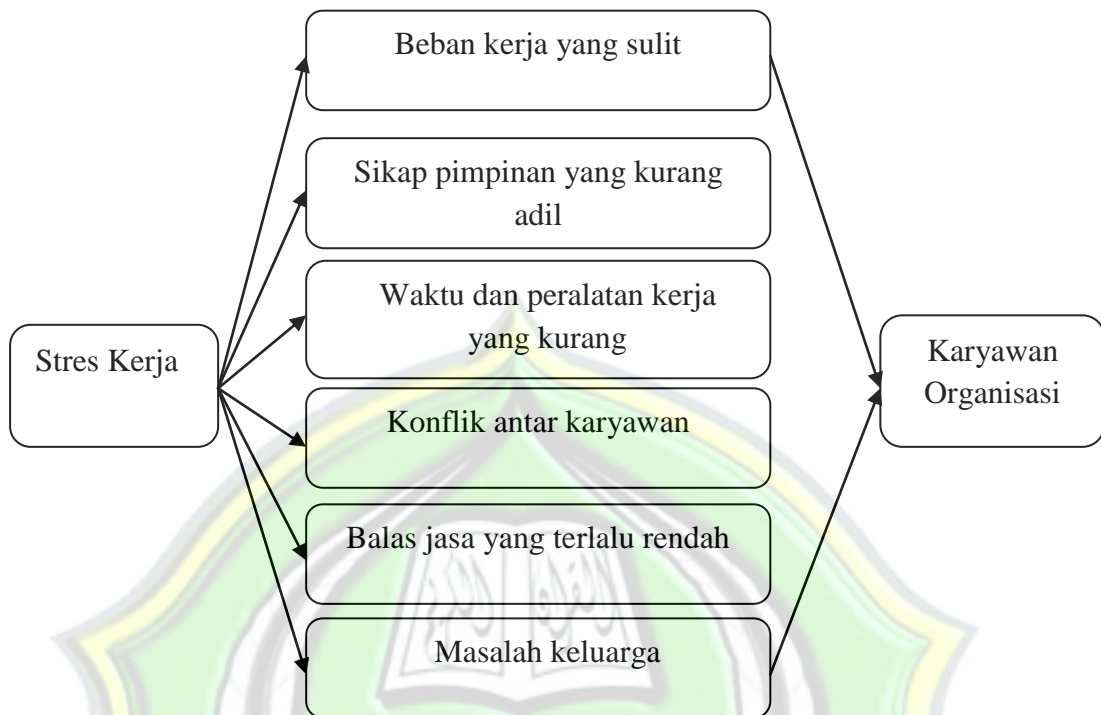 Beban kerja yang sulit
Sikap pimpinan yang kurang
adil
Waktu dan peralatan kerja
yang kurang
Stres Kerja
Karyawan
Organisasi
Konflik antar karyawan
Balas jasa yang terlalu rendah
Masalah keluarga